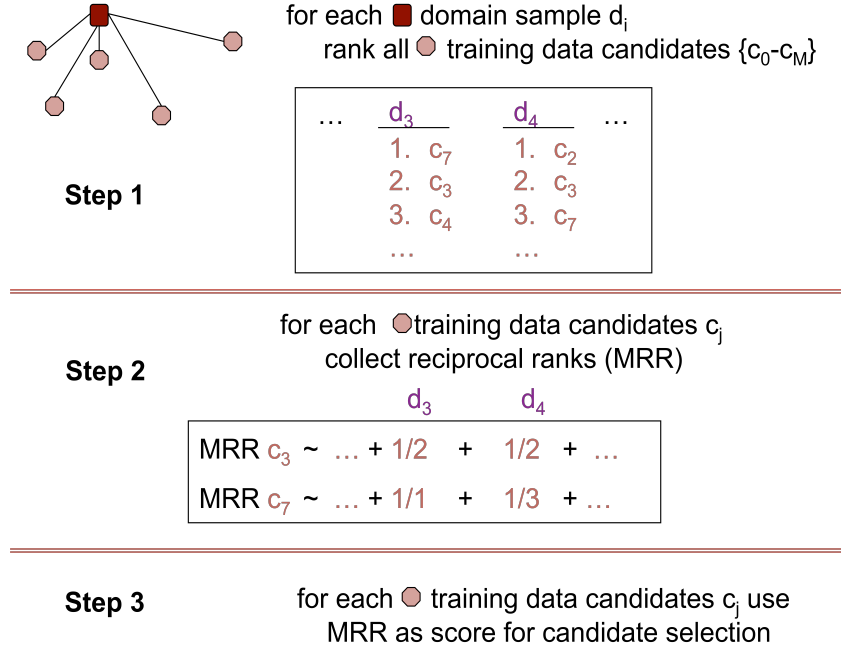 for each domain sample dᵢ
rank all training data candidates {c₀-c_M}
… d₃ d₄ …
1. c₇ 1. c₂
2. c₃ 2. c₃
3. c₄ 3. c₇
… …
Step 1
for each training data candidates cⱼ
collect reciprocal ranks (MRR)
Step 2
d₃ d₄
MRR c₃ ~ … + 1/2 + 1/2 + …
MRR c₇ ~ … + 1/1 + 1/3 + …
Step 3
for each training data candidates cⱼ use
MRR as score for candidate selection